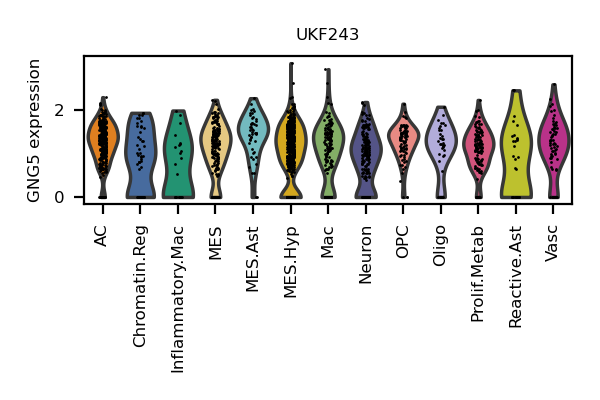 UKF243
GNG5 expression
2
0
AC
Chromatin.Reg
Inflammatory.Mac
MES
MES.Ast
MES.Hyp
Mac
Neuron
OPC
Oligo
Prolif.Metab
Reactive.Ast
Vasc